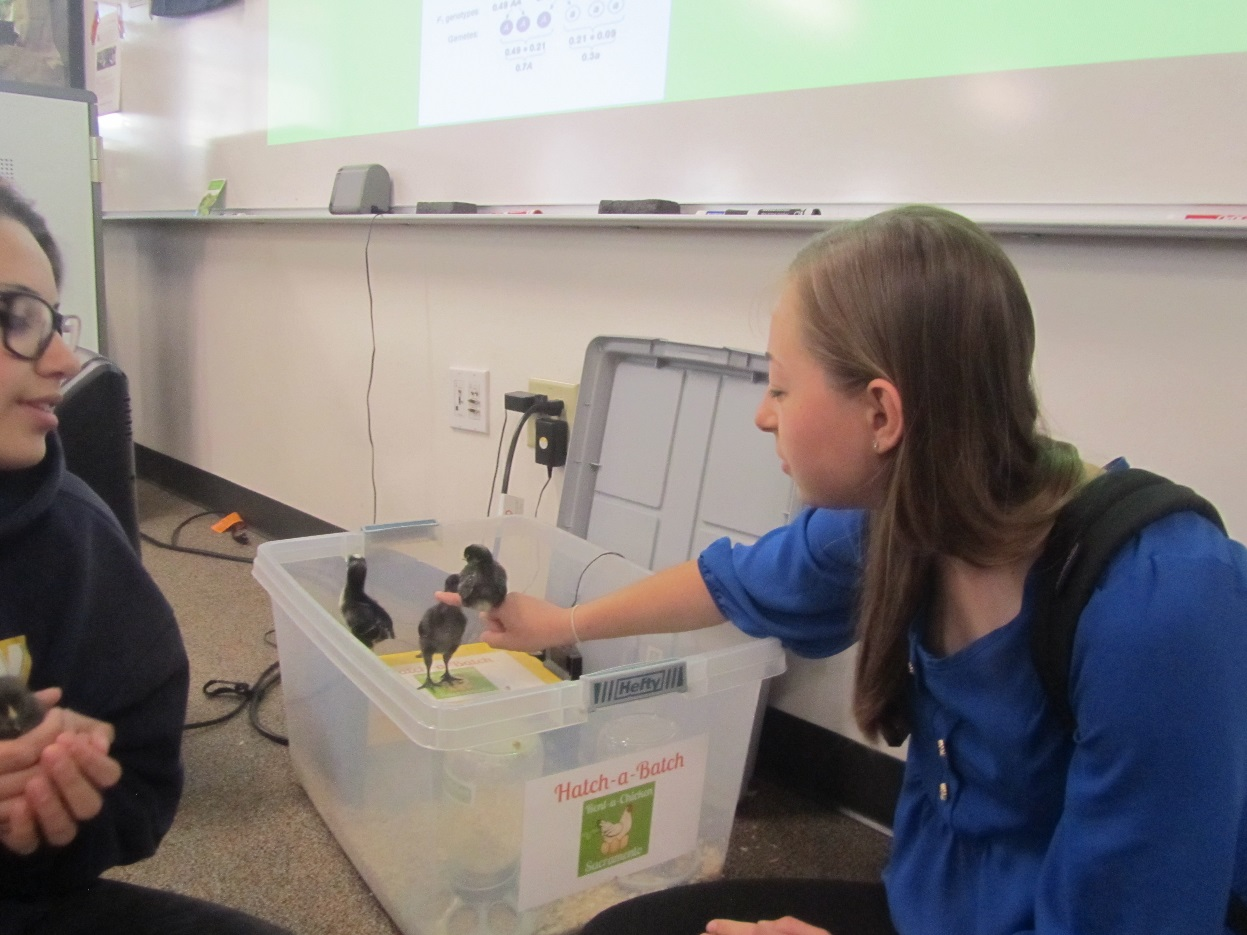 0.49 AA
F₁ genotypes
Gametes
0.49 + 0.21
0.7A
0.21 + 0.09
0.3a
Hefty
Hatch-a-Batch
Rent-a-Chicken
Sacramento